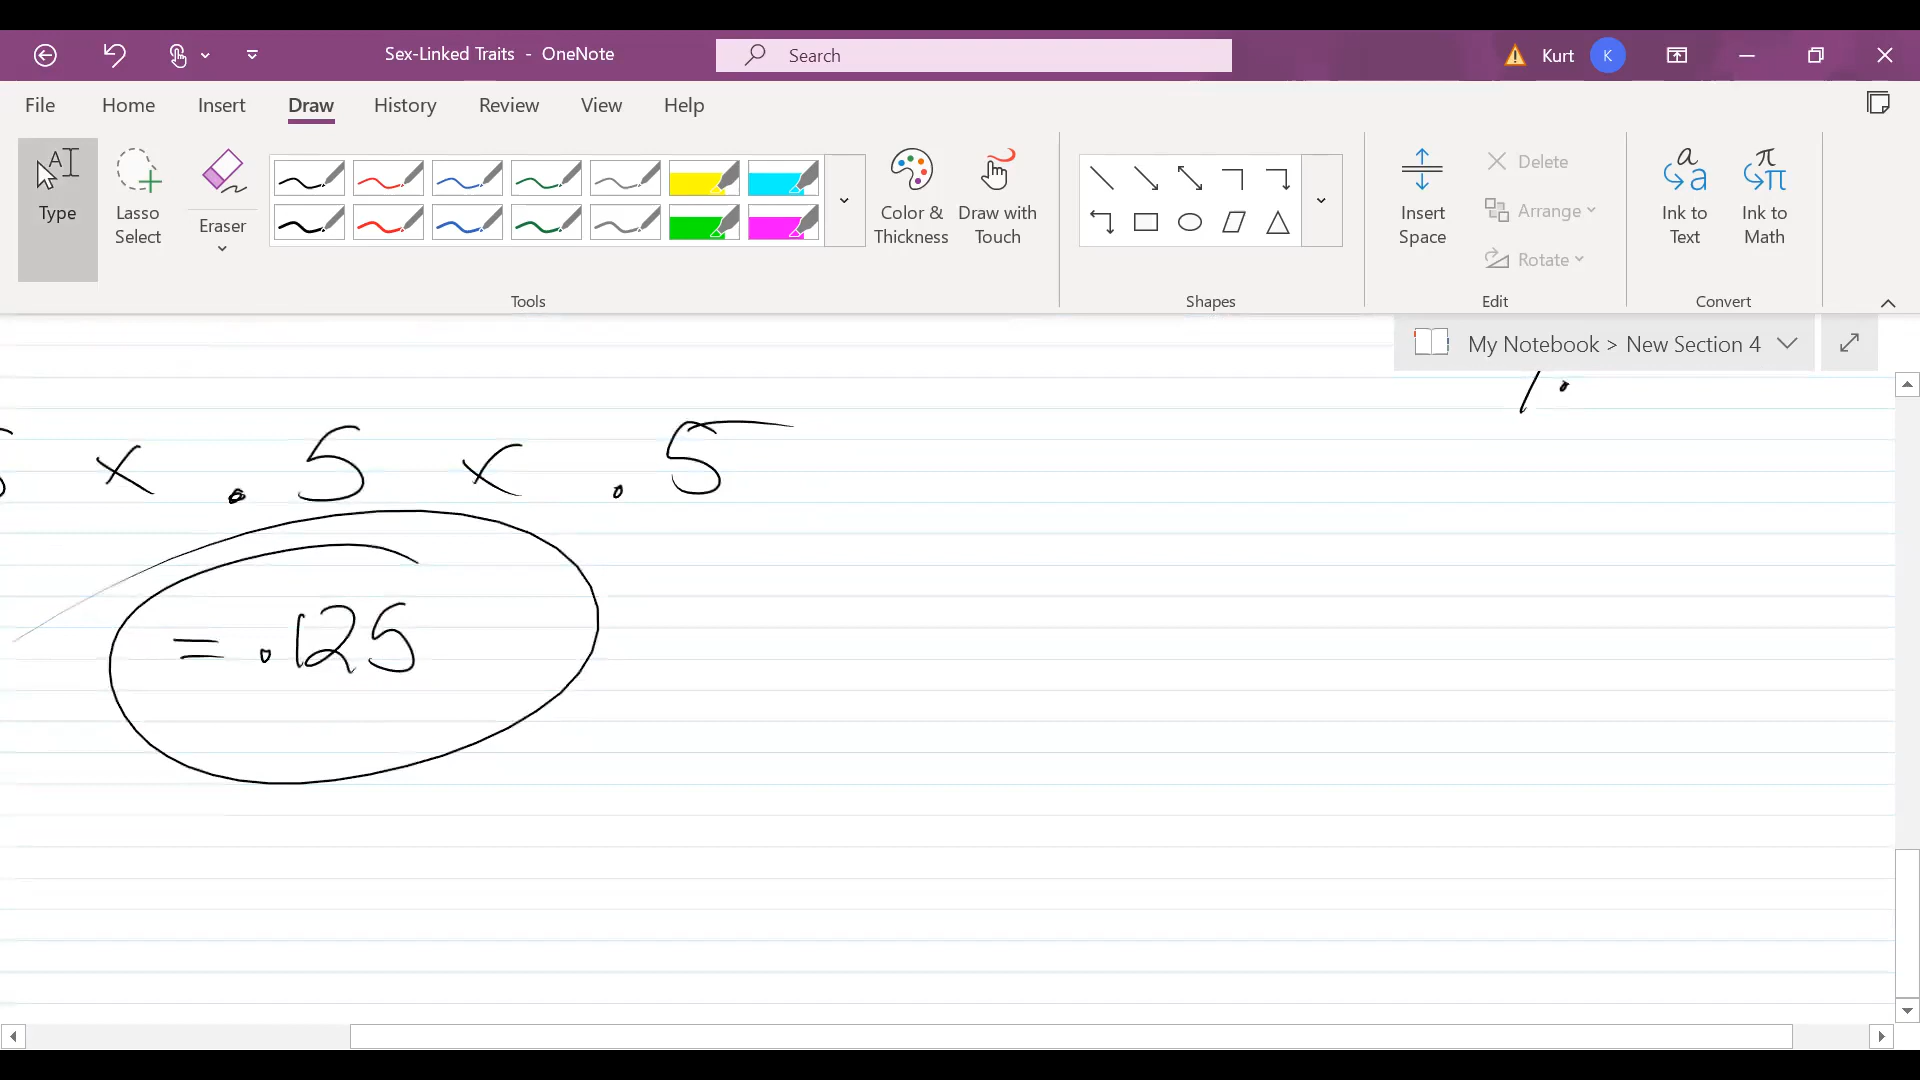 Sex-Linked Traits - OneNote
Search
Kurt
K
File Home Insert Draw History Review View Help
Type
Lasso Select
Eraser
Color & Thickness
Draw with Touch
Insert Space
Delete
Arrange
Rotate
a a
Ink to Text
π π
Ink to Math
Tools
Shapes
Edit
Convert
My Notebook > New Section 4
x .5 x .5
= .125